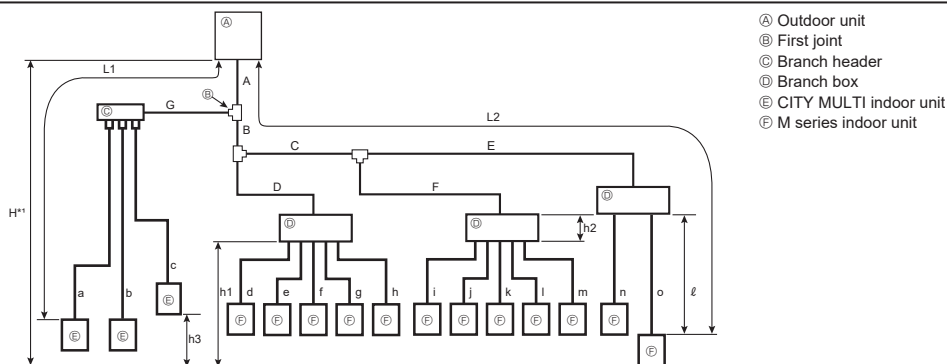 Ⓐ
Ⓐ Outdoor unit
Ⓑ First joint
Ⓒ Branch header
Ⓓ Branch box
Ⓔ CITY MULTI indoor unit
Ⓕ M series indoor unit
L1
A
Ⓑ
Ⓒ
G
L2
B
C
E
H*¹
D
F
Ⓓ
Ⓓ
Ⓓ
h2
a
b
c
h1
d
e
f
g
h
i
j
k
l
m
n
o
ℓ
Ⓔ
Ⓔ
Ⓔ
h3
Ⓕ
Ⓕ
Ⓕ
Ⓕ
Ⓕ
Ⓕ
Ⓕ
Ⓕ
Ⓕ
Ⓕ
Ⓕ
Ⓕ